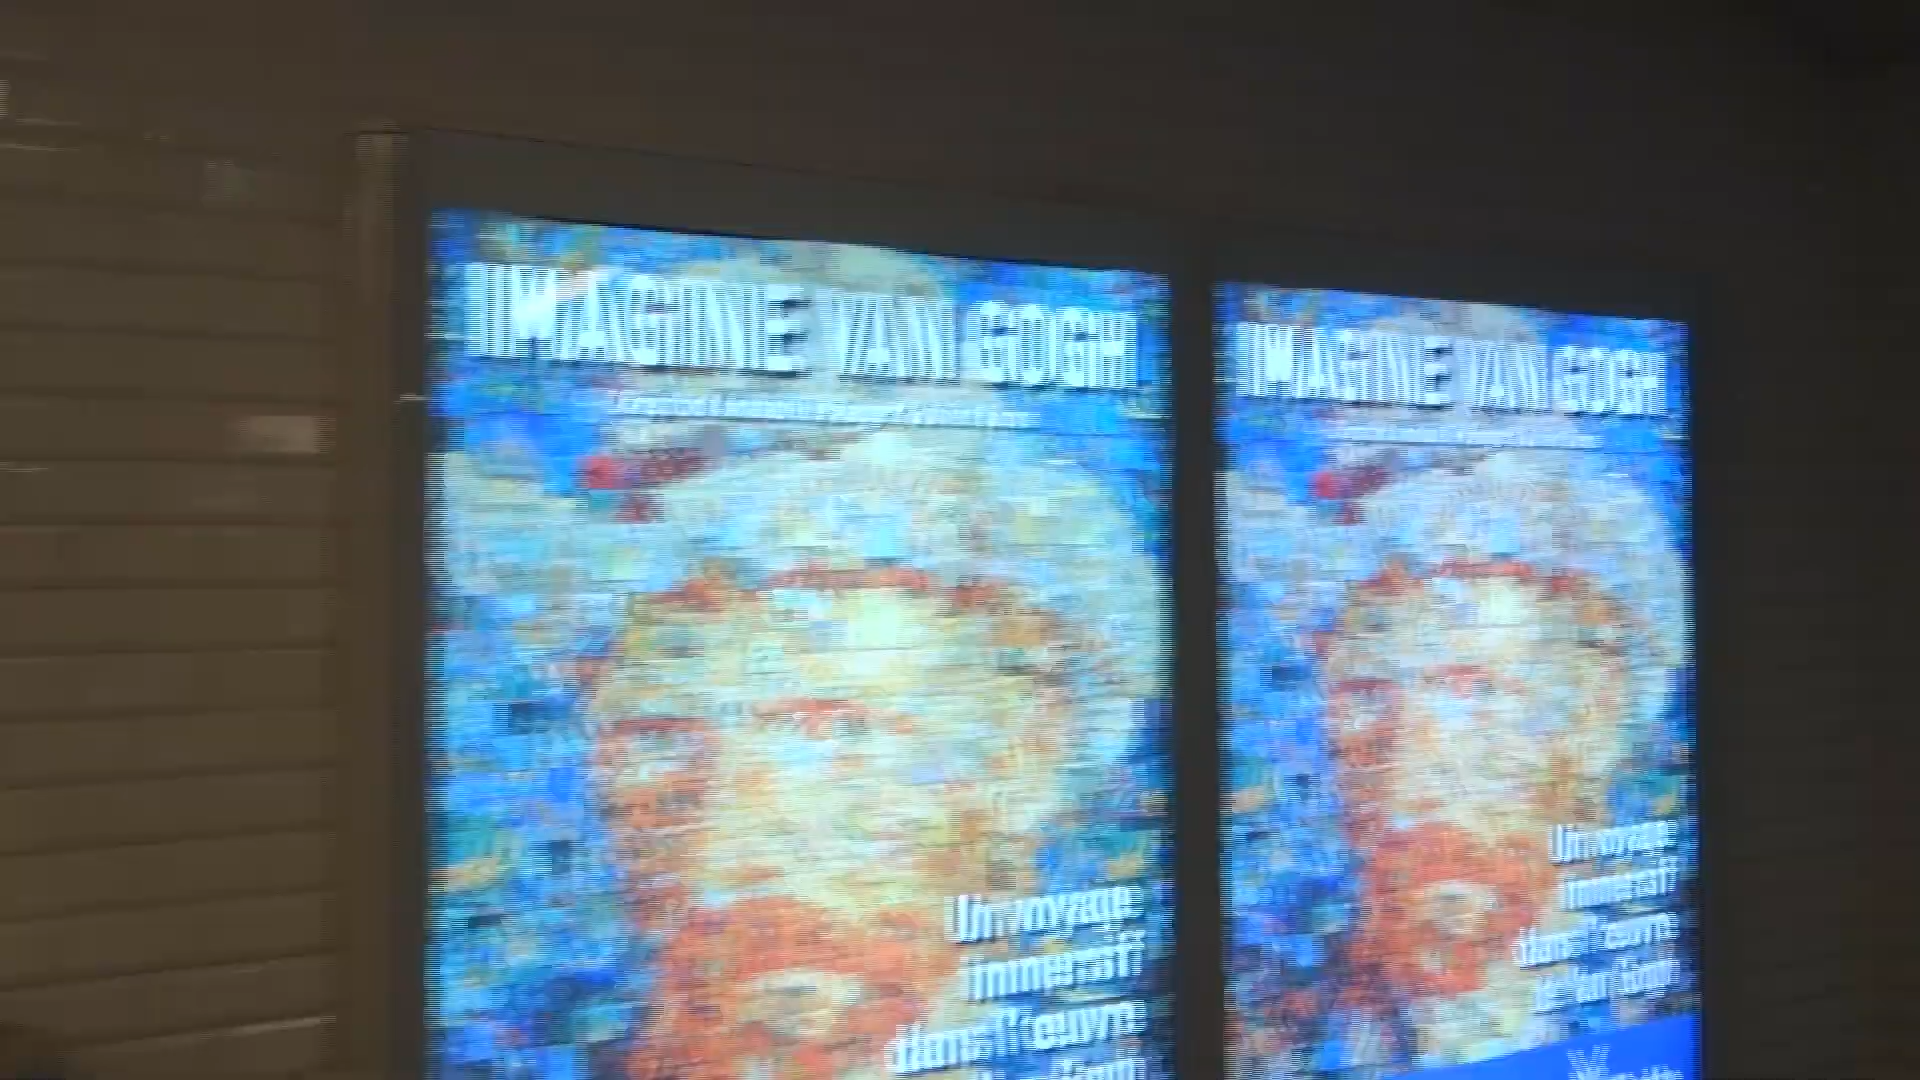 IMAGINE VAN GOGH
Un voyage
immersif
dans l'œuvre
IMAGINE VAN GOGH
Un voyage
immersif
dans l'œuvre
de Van Gogh